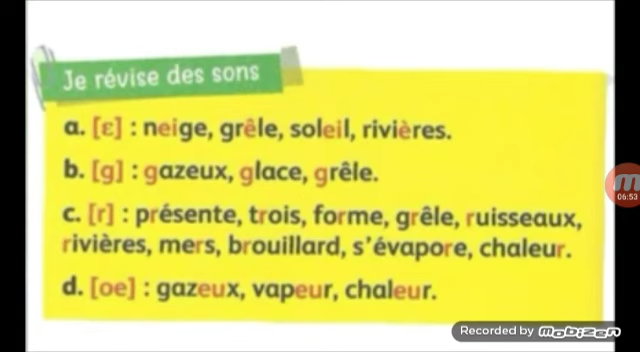 Je révise des sons
a. [ɛ] : neige, grêle, soleil, rivières.
b. [g] : gazeux, glace, grêle.
c. [r] : présente, trois, forme, grêle, ruisseaux,
rivières, mers, brouillard, s'évapore, chaleur.
d. [oe] : gazeux, vapeur, chaleur.
m
06:53
Recorded by mobizen